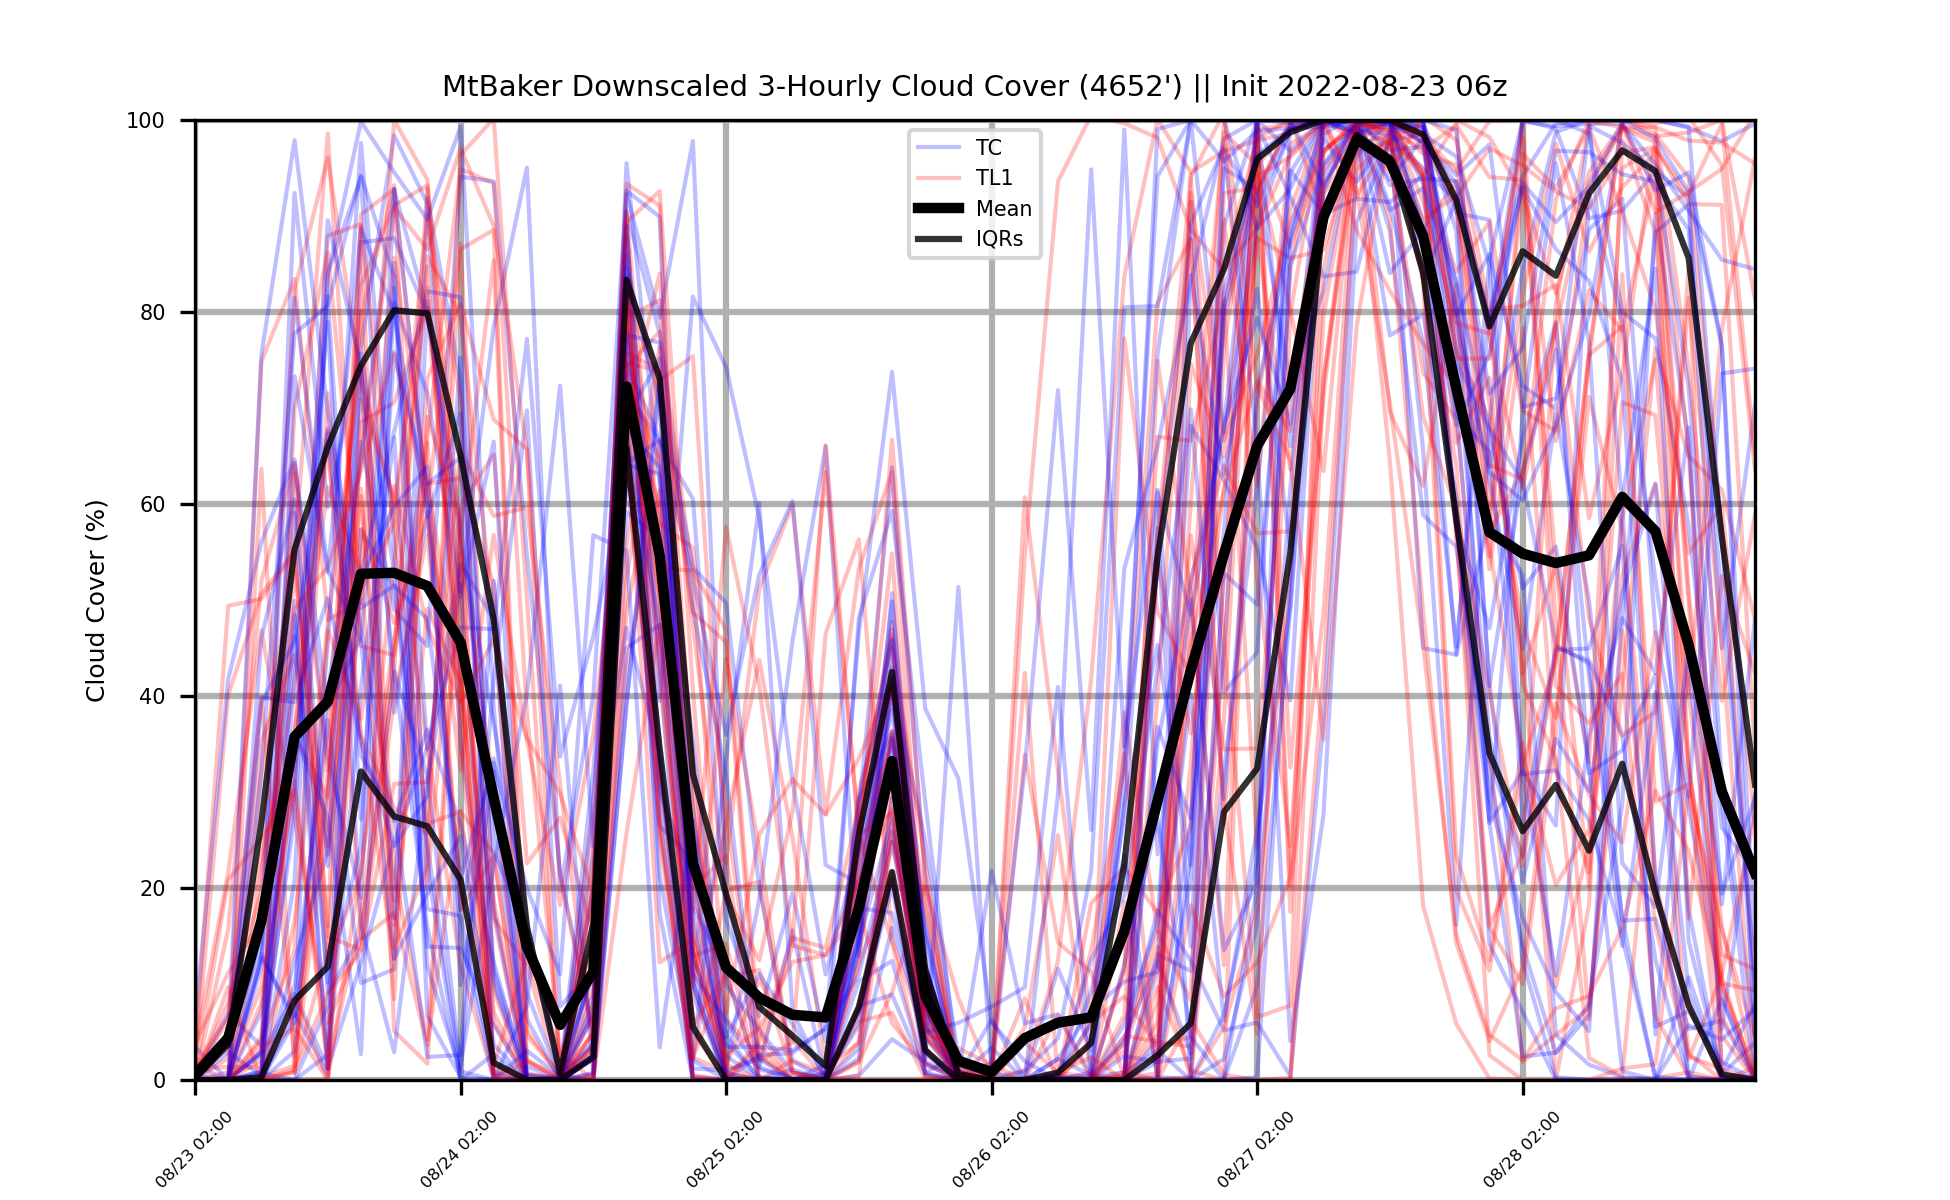 MtBaker Downscaled 3-Hourly Cloud Cover (4652') || Init 2022-08-23 06z
100
80
60
40
20
0
Cloud Cover (%)
TC
TL1
Mean
IQRs
08/23 02:00
08/24 02:00
08/25 02:00
08/26 02:00
08/27 02:00
08/28 02:00